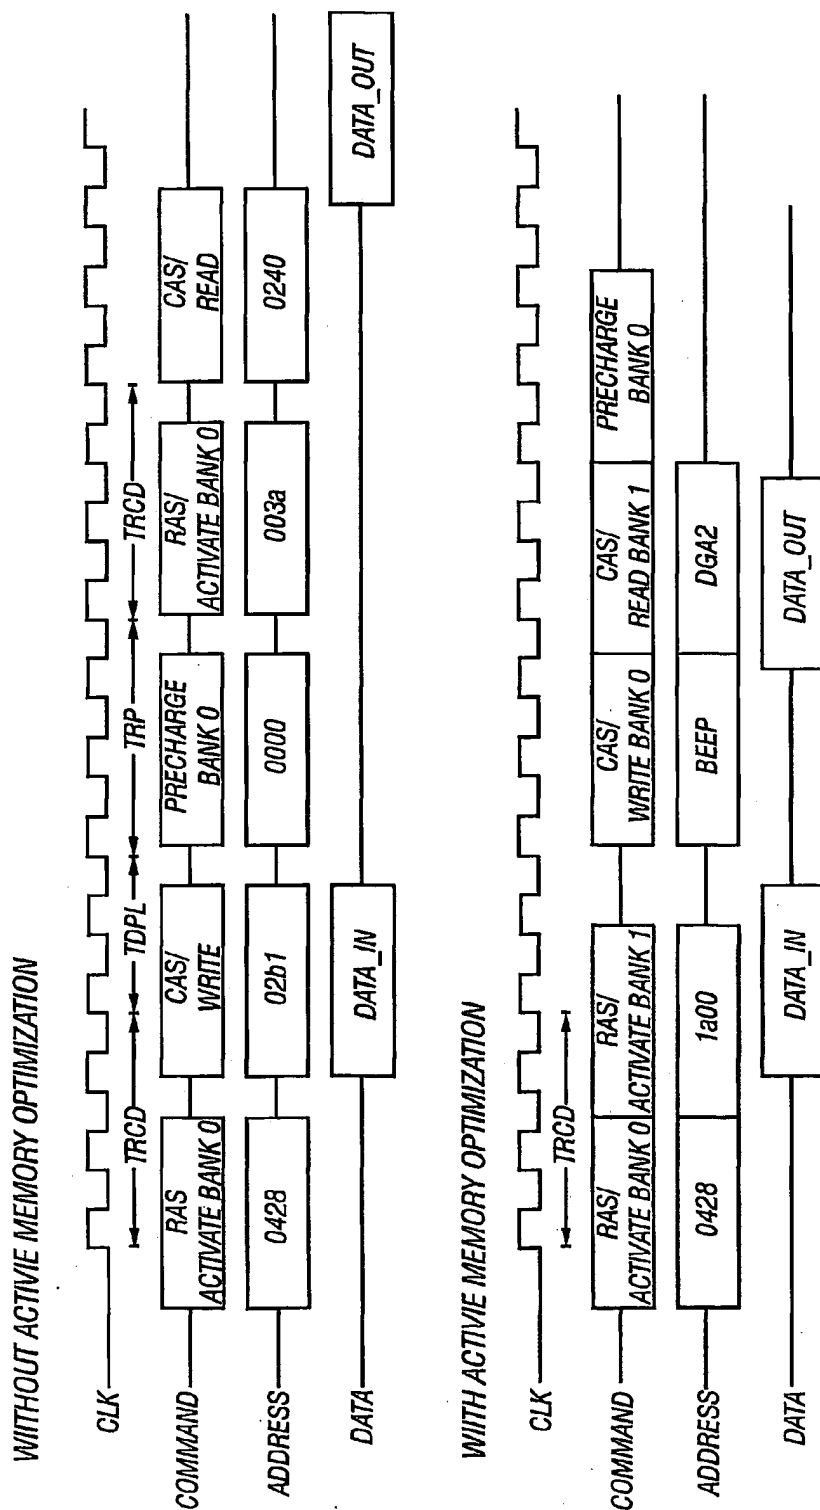 WIITHOUT ACTIVIE MEMORY OPTIMIZATION
CLK
TRCD TDPL TRP TRCD
COMMAND
RAS
ACTIVATE BANK 0
CAS/
WRITE
PRECHARGE
BANK 0
RAS/
ACTIVATE BANK 0
CAS/
READ
ADDRESS
0428 02b1 0000 003a 0240
DATA
DATA_IN DATA_OUT
WIITH ACTIVIE MEMORY OPTIMIZATION
CLK
TRCD
COMMAND
RAS/
ACTIVATE BANK 0
RAS/
ACTIVATE BANK 1
CAS/
WRITE BANK 0
CAS/
READ BANK 1
PRECHARGE
BANK 0
ADDRESS
0428 1a00 BEEP DGA2
DATA
DATA_IN DATA_OUT